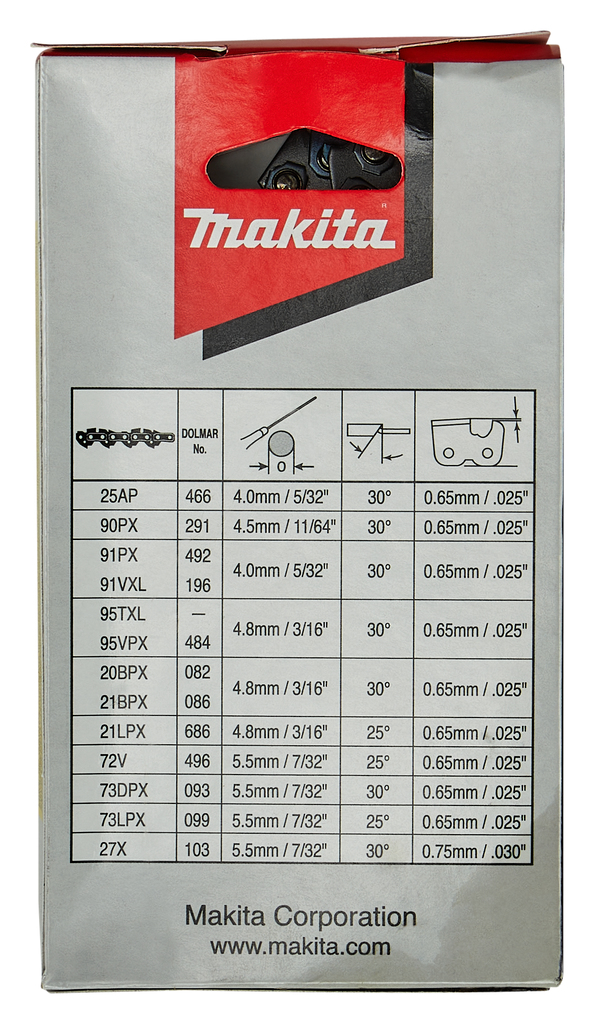 makita
R
DOLMAR
No.
O
25AP 466 4.0mm / 5/32" 30° 0.65mm / .025"
90PX 291 4.5mm / 11/64" 30° 0.65mm / .025"
91PX 492
4.0mm / 5/32" 30° 0.65mm / .025"
91VXL 196
95TXL —
4.8mm / 3/16" 30° 0.65mm / .025"
95VPX 484
20BPX 082
4.8mm / 3/16" 30° 0.65mm / .025"
21BPX 086
21LPX 686 4.8mm / 3/16" 25° 0.65mm / .025"
72V 496 5.5mm / 7/32" 25° 0.65mm / .025"
73DPX 093 5.5mm / 7/32" 30° 0.65mm / .025"
73LPX 099 5.5mm / 7/32" 25° 0.65mm / .025"
27X 103 5.5mm / 7/32" 30° 0.75mm / .030"
Makita Corporation
www.makita.com